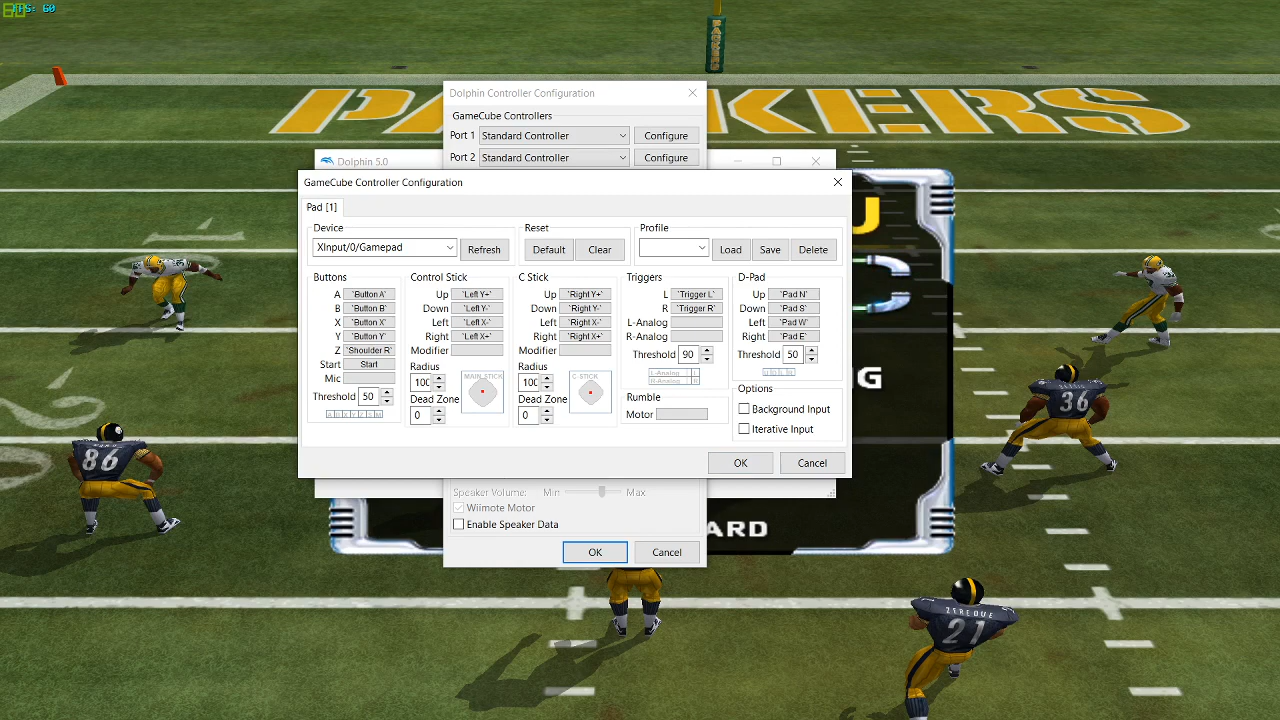 FPS: 60
PACKERS
Dolphin Controller Configuration
GameCube Controllers
Port 1 Standard Controller Configure
Port 2 Standard Controller Configure
Dolphin 5.0
GameCube Controller Configuration
Pad [1]
Device Reset Profile
XInput/0/Gamepad Refresh Default Clear Load Save Delete
Buttons Control Stick C Stick Triggers D-Pad
A `Button A` Up `Left Y+` Up `Right Y+` L `Trigger L` Up `Pad N`
B `Button B` Down `Left Y-` Down `Right Y-` R `Trigger R` Down `Pad S`
X `Button X` Left `Left X-` Left `Right X-` L-Analog Left `Pad W`
Y `Button Y` Right `Left X+` Right `Right X+` R-Analog Right `Pad E`
Z `Shoulder R` Modifier Modifier Threshold 90 Threshold 50
Start Start Radius Radius L-Analog L U D L R
Mic 100 MAIN_STICK 100 C-STICK R-Analog R Options
Threshold 50 Dead Zone Dead Zone Rumble Background Input
A B X Y Z S M 0 0 Motor Iterative Input
OK Cancel
Speaker Volume: Min Max
Wiimote Motor
Enable Speaker Data
OK Cancel
ARD
86
36
ZEREOUE
21